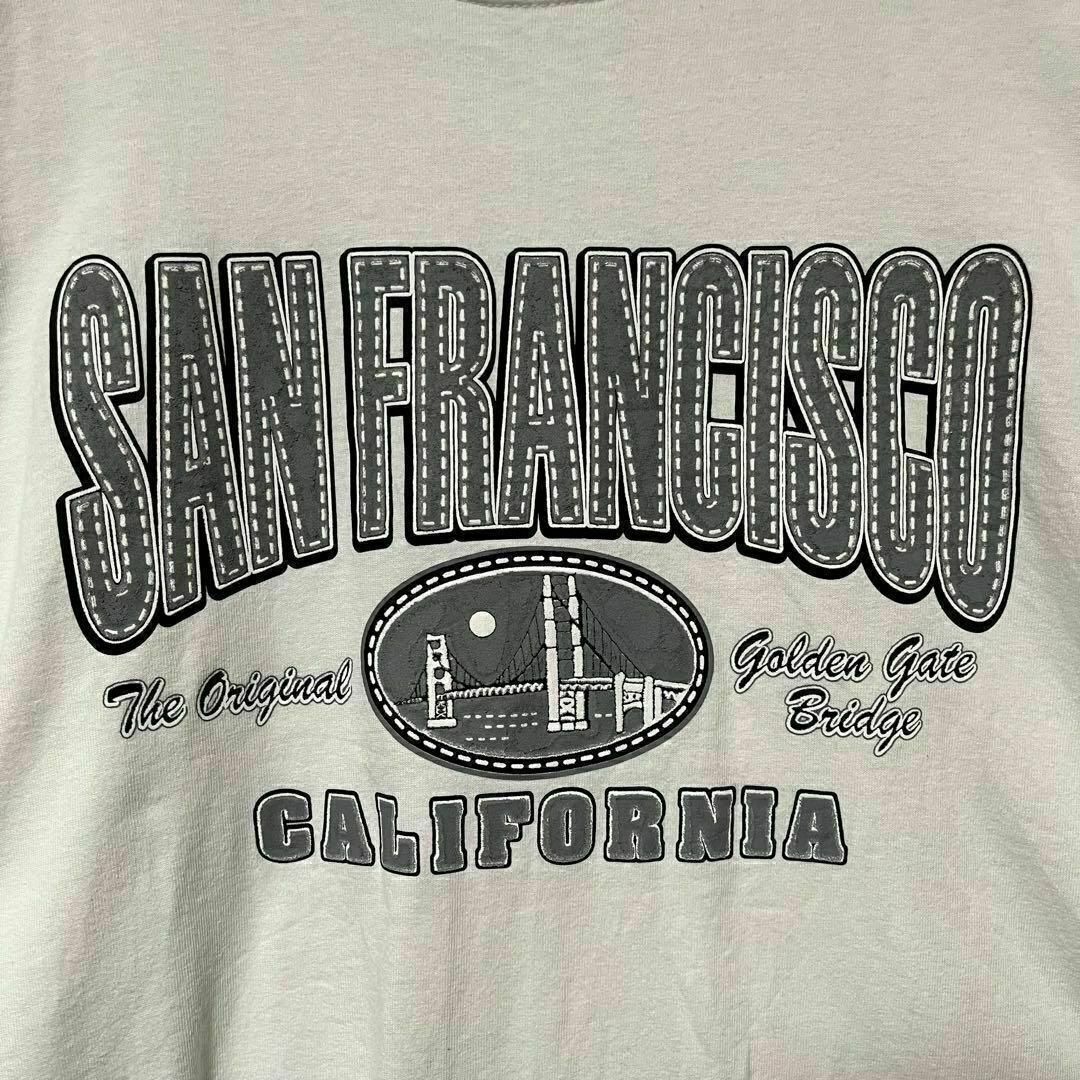 SAN FRANCISCO
The Original
Golden Gate
Bridge
CALIFORNIA